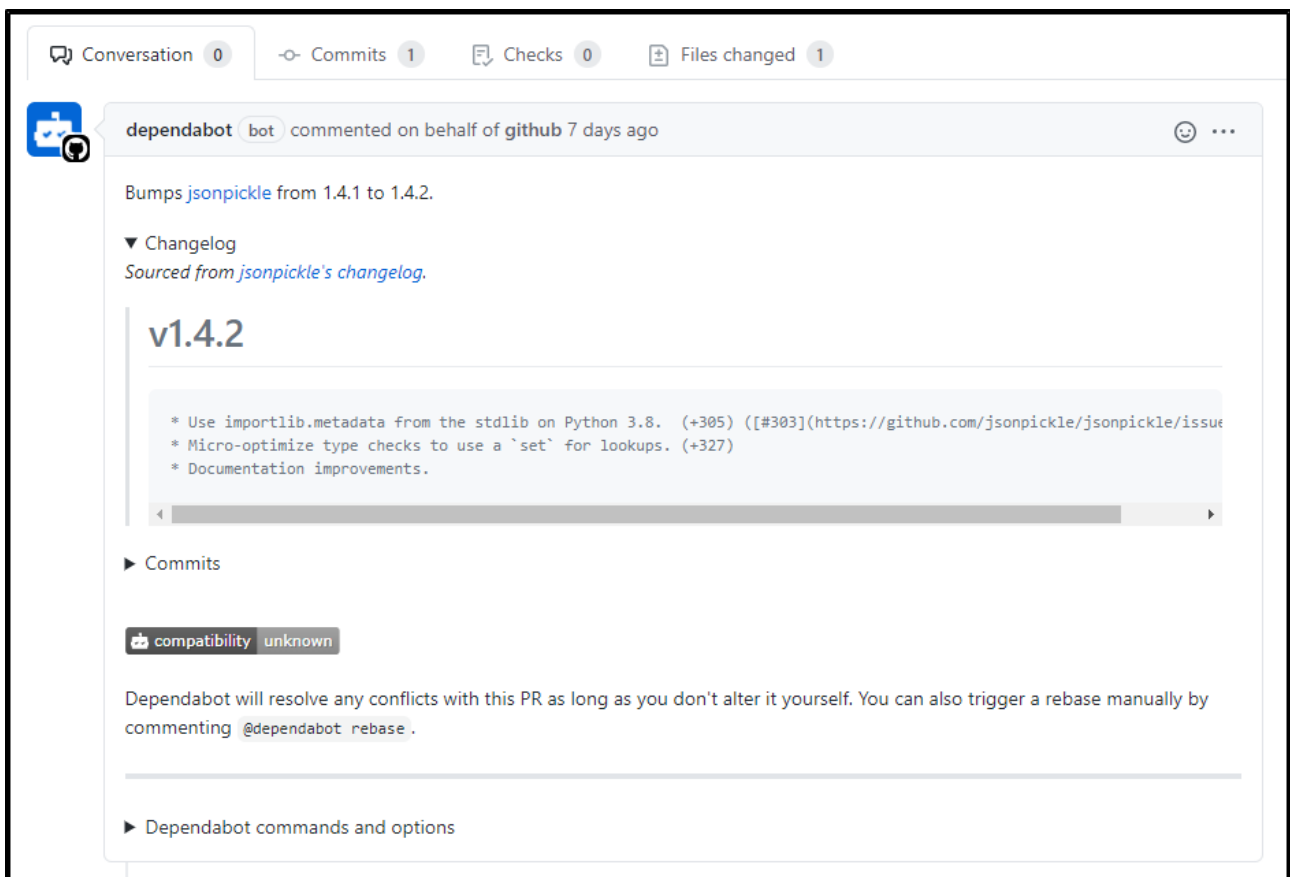 Conversation 0 Commits 1 Checks 0 Files changed 1
dependabot bot commented on behalf of github 7 days ago
Bumps jsonpickle from 1.4.1 to 1.4.2.
Changelog
Sourced from jsonpickle's changelog.
v1.4.2
* Use importlib.metadata from the stdlib on Python 3.8.  (+305) ([#303](https://github.com/jsonpickle/jsonpickle/issue
* Micro-optimize type checks to use a `set` for lookups. (+327)
* Documentation improvements.
Commits
compatibility unknown
Dependabot will resolve any conflicts with this PR as long as you don't alter it yourself. You can also trigger a rebase manually by
commenting @dependabot rebase.
Dependabot commands and options